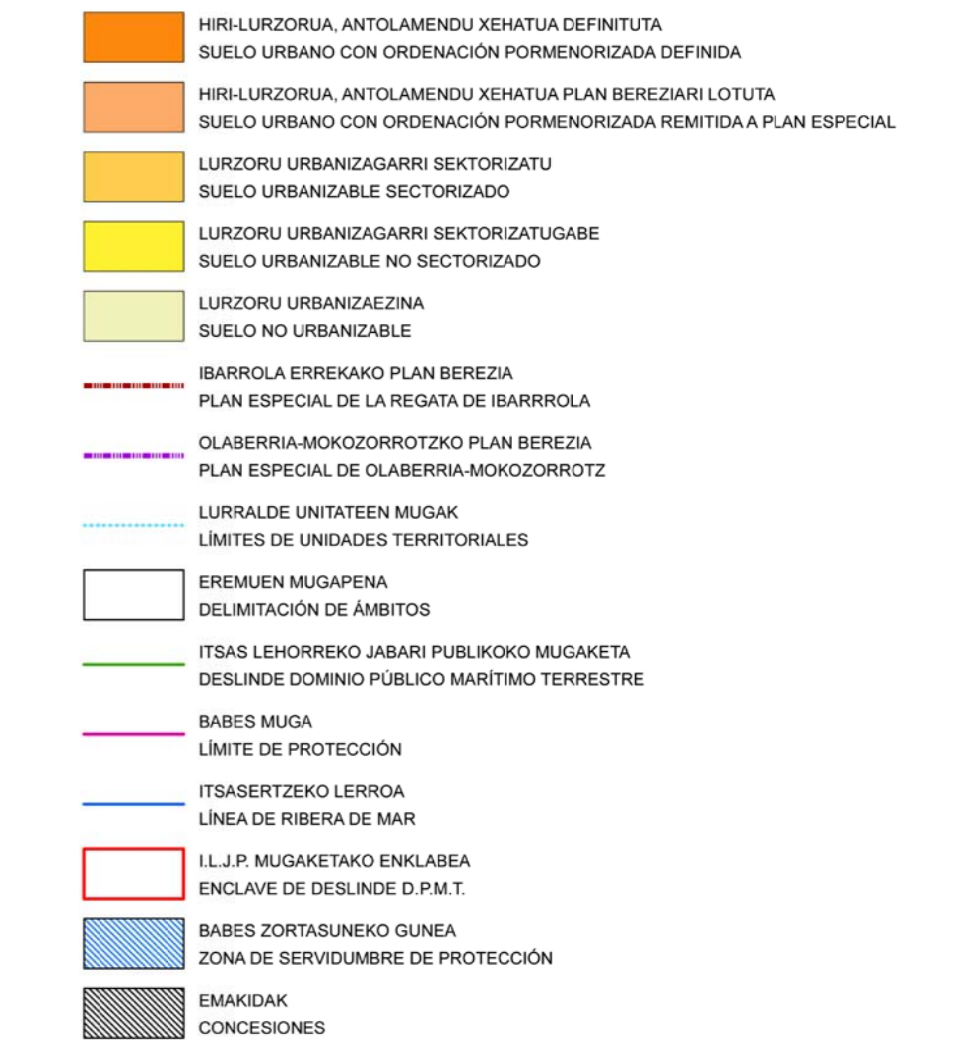 HIRI-LURZORUA, ANTOLAMENDU XEHATUA DEFINITUTA
SUELO URBANO CON ORDENACIÓN PORMENORIZADA DEFINIDA
HIRI-LURZORUA, ANTOLAMENDU XEHATUA PLAN BEREZIARI LOTUTA
SUELO URBANO CON ORDENACIÓN PORMENORIZADA REMITIDA A PLAN ESPECIAL
LURZORU URBANIZAGARRI SEKTORIZATU
SUELO URBANIZABLE SECTORIZADO
LURZORU URBANIZAGARRI SEKTORIZATUGABE
SUELO URBANIZABLE NO SECTORIZADO
LURZORU URBANIZAEZINA
SUELO NO URBANIZABLE
IBARROLA ERREKAKO PLAN BEREZIA
PLAN ESPECIAL DE LA REGATA DE IBARRROLA
OLABERRIA-MOKOZORROTZKO PLAN BEREZIA
PLAN ESPECIAL DE OLABERRIA-MOKOZORROTZ
LURRALDE UNITATEEN MUGAK
LÍMITES DE UNIDADES TERRITORIALES
EREMUEN MUGAPENA
DELIMITACIÓN DE ÁMBITOS
ITSAS LEHORREKO JABARI PUBLIKOKO MUGAKETA
DESLINDE DOMINIO PÚBLICO MARÍTIMO TERRESTRE
BABES MUGA
LÍMITE DE PROTECCIÓN
ITSASERTZEKO LERROA
LÍNEA DE RIBERA DE MAR
I.L.J.P. MUGAKETAKO ENKLABEA
ENCLAVE DE DESLINDE D.P.M.T.
BABES ZORTASUNEKO GUNEA
ZONA DE SERVIDUMBRE DE PROTECCIÓN
EMAKIDAK
CONCESIONES